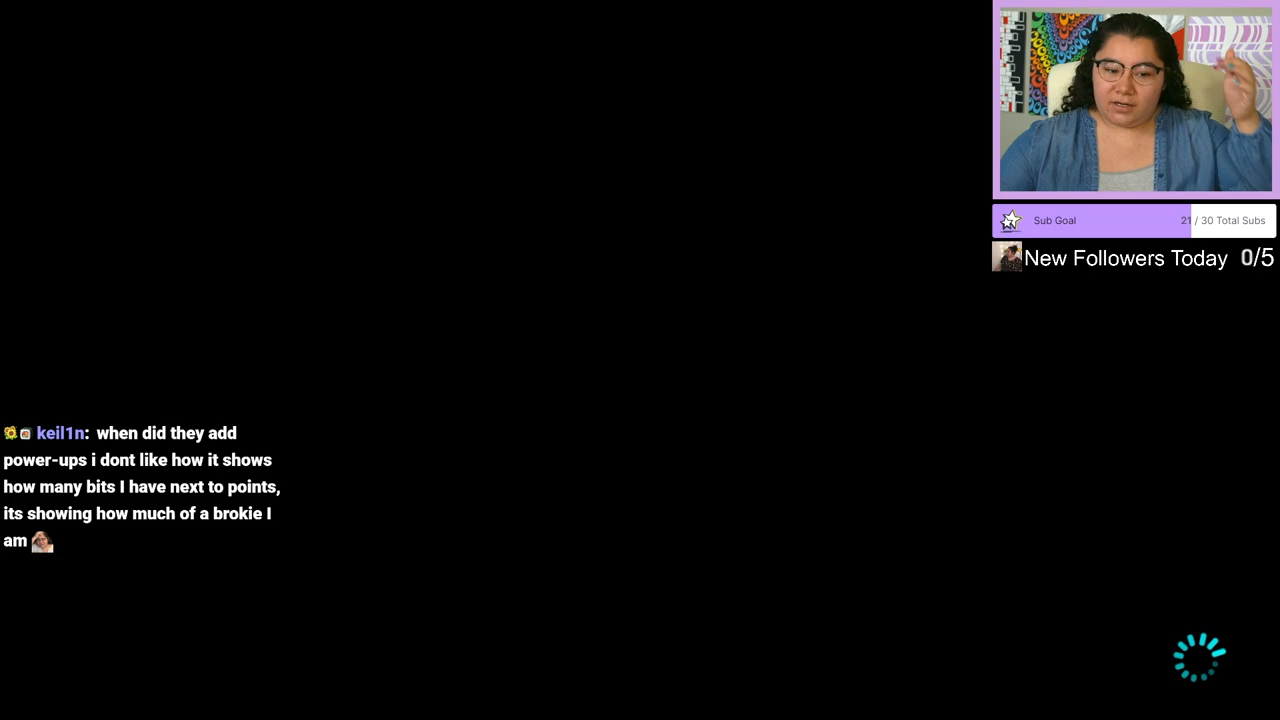 Sub Goal 21 / 30 Total Subs
New Followers Today 0/5
keil1n: when did they add
power-ups i dont like how it shows
how many bits I have next to points,
its showing how much of a brokie I
am